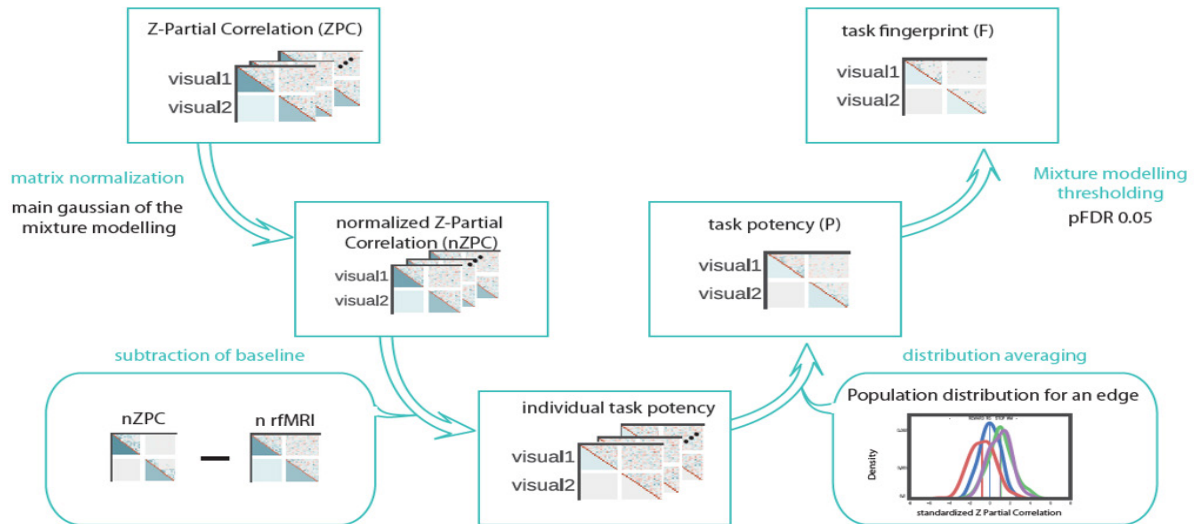 Z-Partial Correlation (ZPC)
visual1
visual2
task fingerprint (F)
visual1
visual2
matrix normalization
main gaussian of the
mixture modelling
Mixture modelling
thresholding
pFDR 0.05
normalized Z-Partial
Correlation (nZPC)
visual1
visual2
task potency (P)
visual1
visual2
subtraction of baseline
nZPC
n rfMRI
individual task potency
visual1
visual2
distribution averaging
Population distribution for an edge
Density
standardized Z Partial Correlation